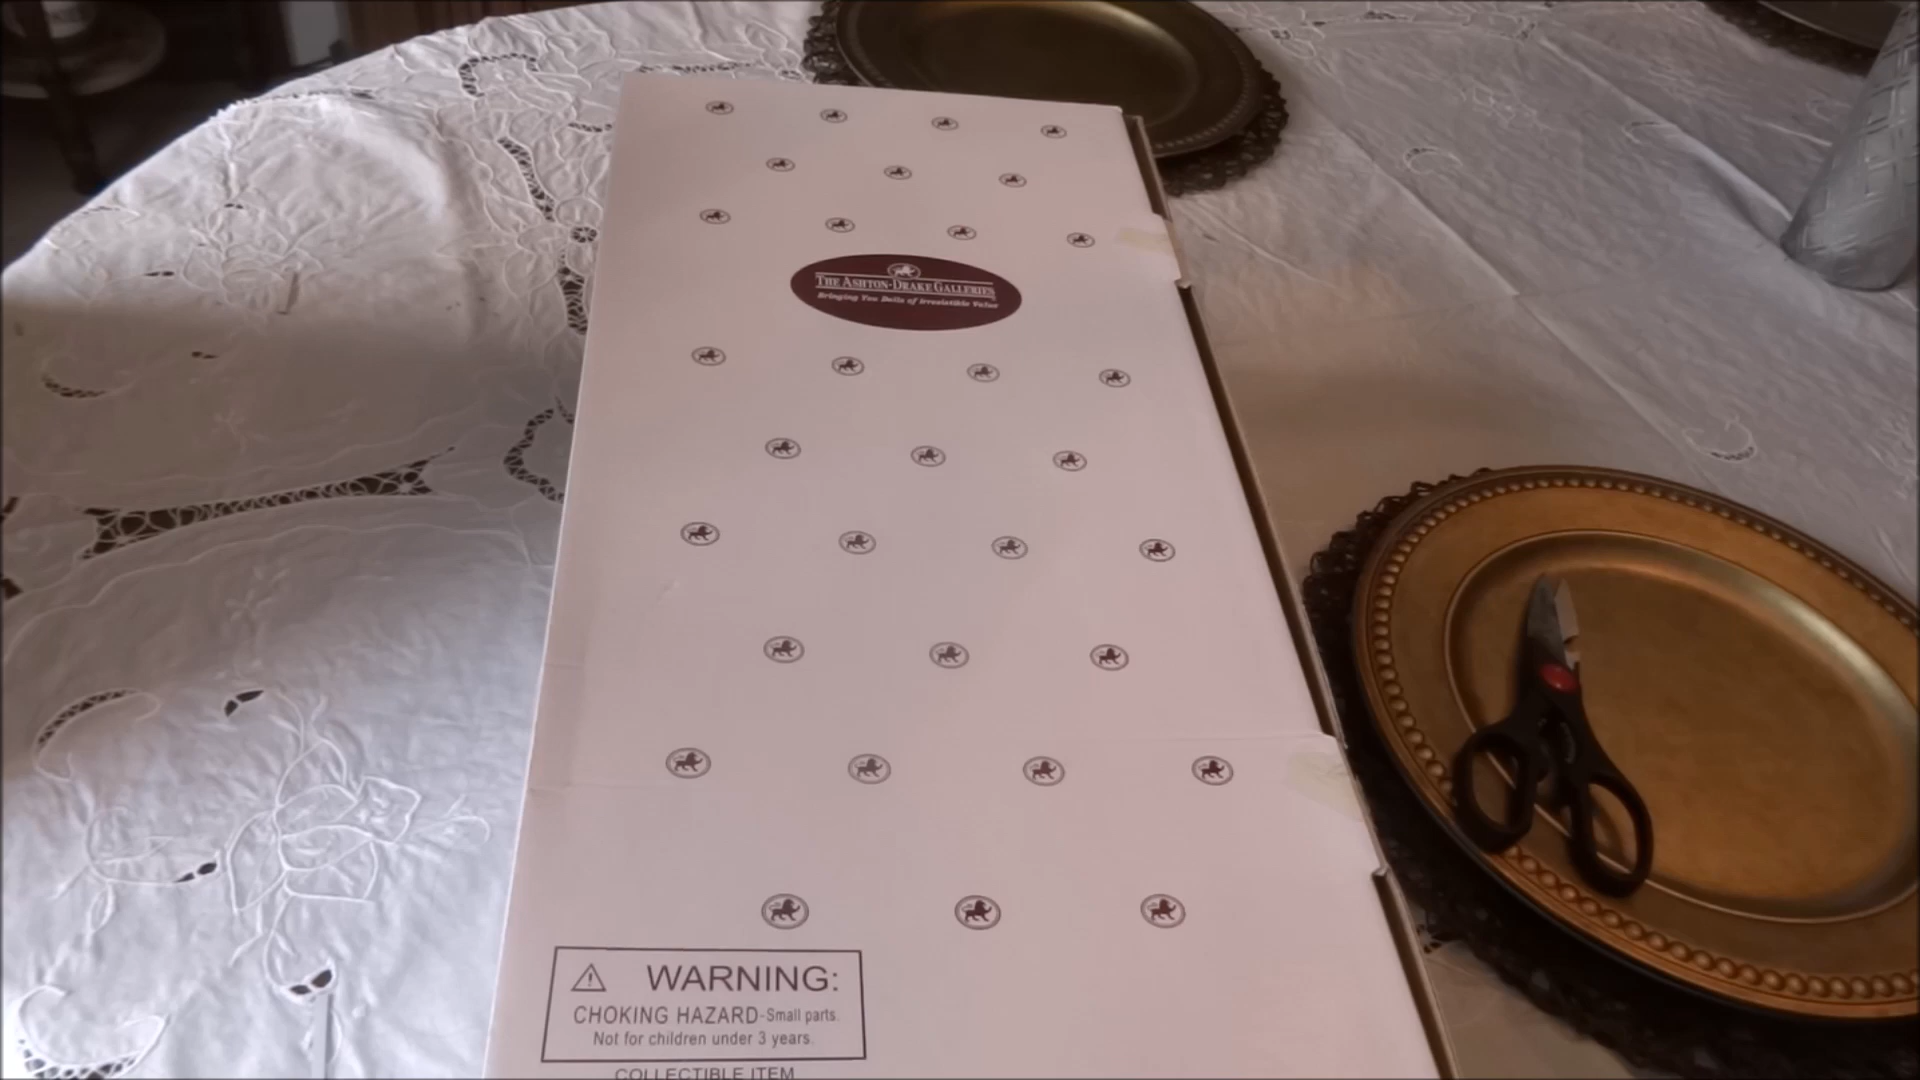 THE ASHTON-DRAKE GALLERIES
Bringing You Dolls of Irresistible Value
WARNING:
CHOKING HAZARD-Small parts.
Not for children under 3 years.
COLLECTIBLE ITEM